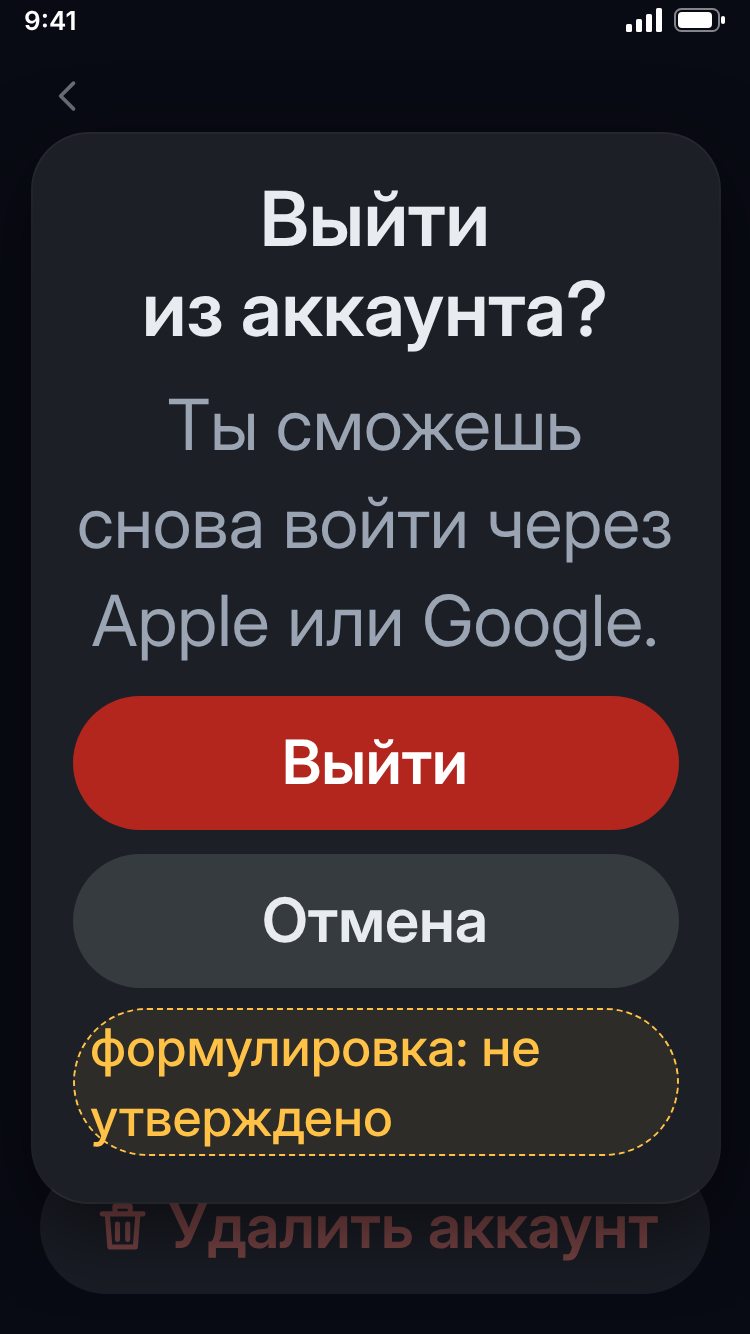 9:41
Выйти
из аккаунта?
Ты сможешь
снова войти через
Apple или Google.
Выйти
Отмена
формулировка: не
утверждено
Удалить аккаунт